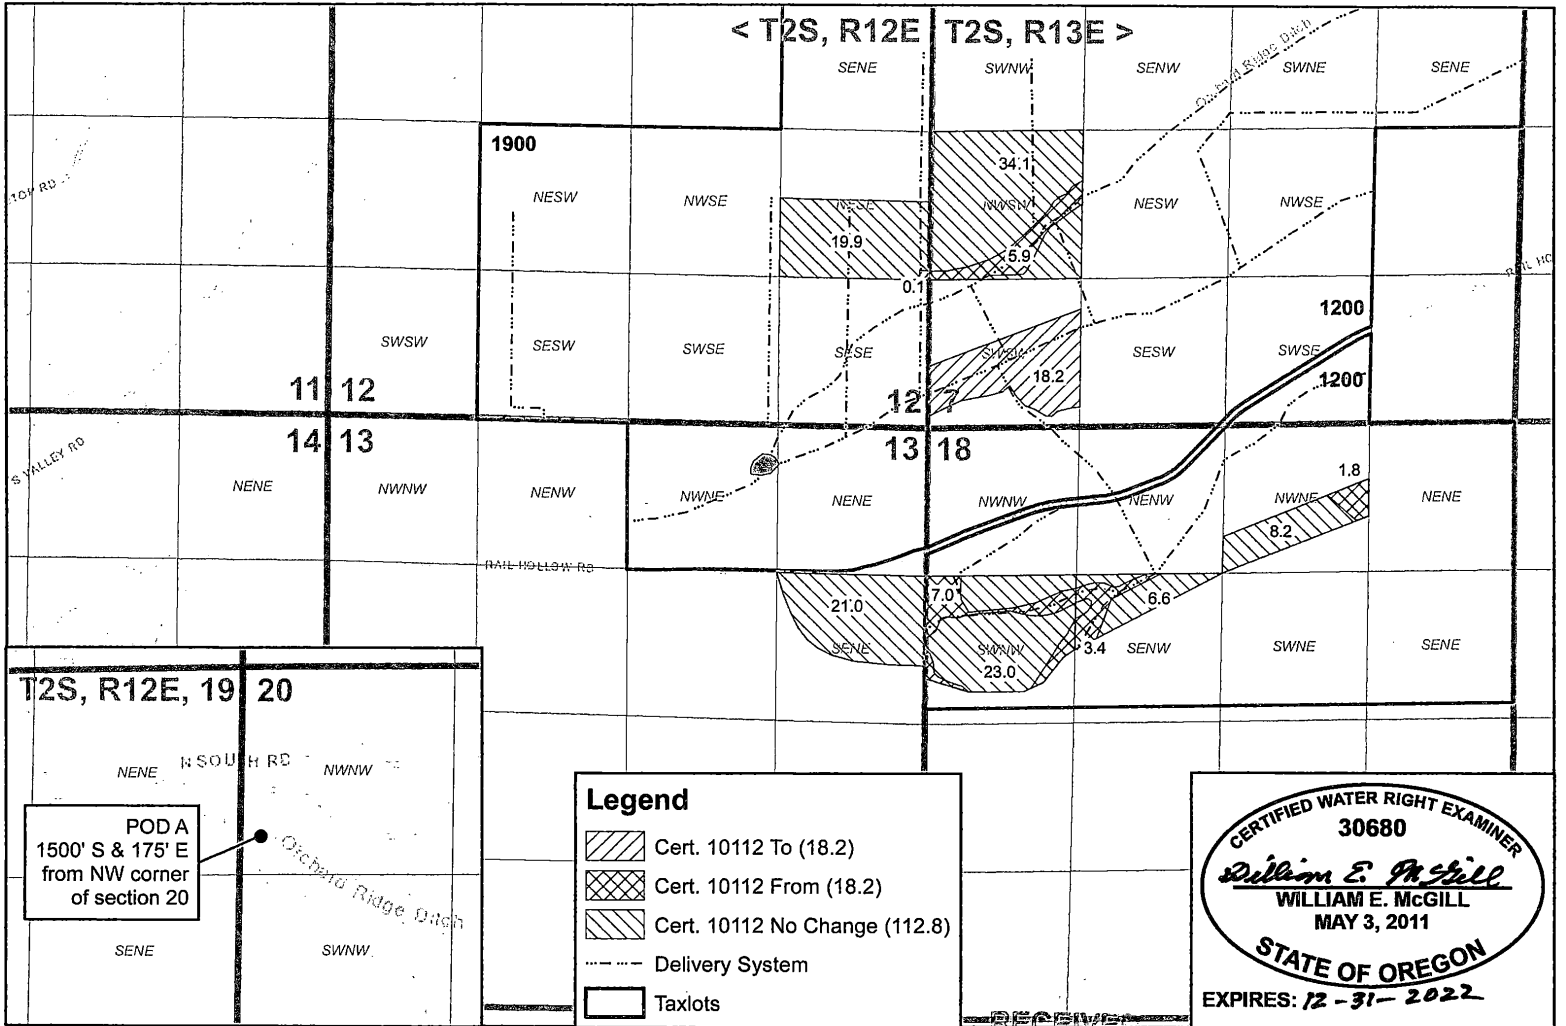 < T2S, R12E T2S, R13E >
SENE SWNW SENW SWNE SENE
Orchard Ridge Ditch
1900
34.1
TOP RD
NESW NWSE NESE NWSW NESW NWSE
19.9
5.9
0.1
RAIL HO
1200
SWSW SESW SWSE SESE SWSW SESW SWSE
18.2
1200
11 12
12 7
14 13
13 18
S VALLEY RD
1.8
NENE NWNW NENW NWNE NENE NWNW NENW NWNE NENE
8.2
RAIL HOLLOW RD
21.0
7.0
6.6
SENE SWNW 3.4 SENW SWNE SENE
23.0
T2S, R12E, 19 20
N SOUTH RD
NENE NWNW
POD A
1500' S & 175' E
from NW corner
of section 20
Orchard Ridge Ditch
SENE SWNW
Legend
Cert. 10112 To (18.2)
Cert. 10112 From (18.2)
Cert. 10112 No Change (112.8)
Delivery System
Taxlots
CERTIFIED WATER RIGHT EXAMINER
30680
William E. McGill
WILLIAM E. McGILL
MAY 3, 2011
STATE OF OREGON
EXPIRES: 12-31-2022